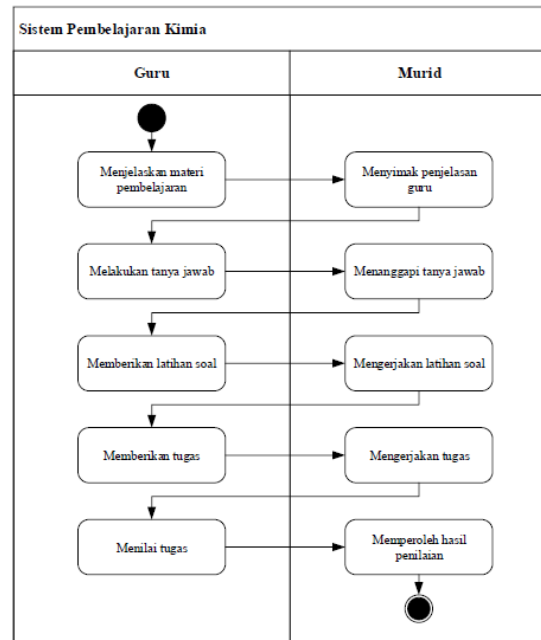 Sistem Pembelajaran Kimia
Guru
Murid
Menjelaskan materi
pembelajaran
Menyimak penjelasan
guru
Melakukan tanya jawab
Menanggapi tanya jawab
Memberikan latihan soal
Mengerjakan latihan soal
Memberikan tugas
Mengerjakan tugas
Menilai tugas
Memperoleh hasil
penilaian